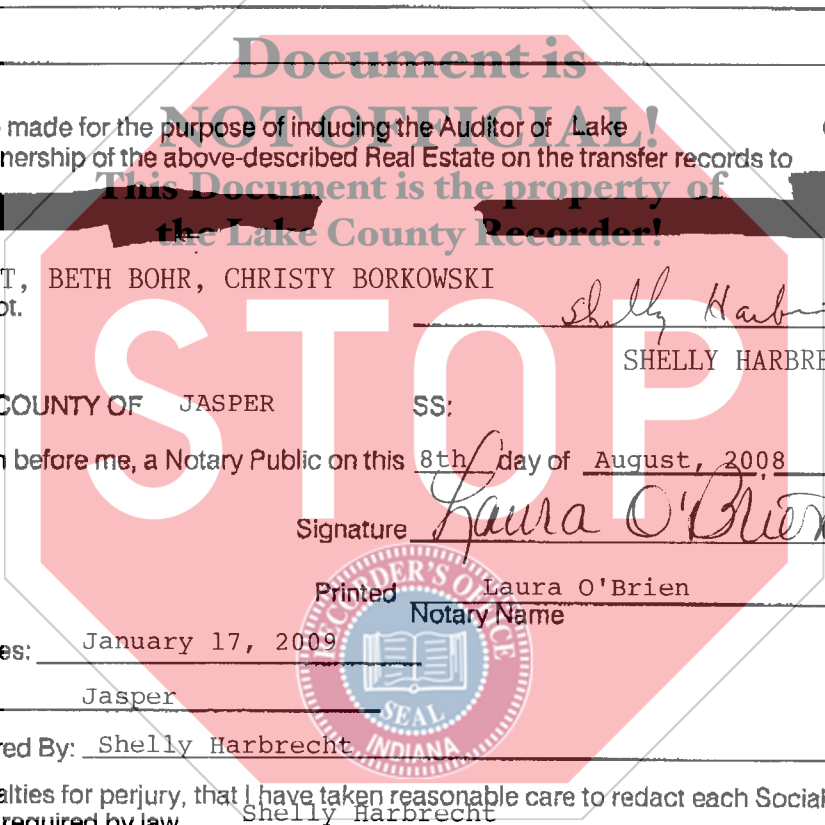 Document is
NOT OFFICIAL!
made for the purpose of inducing the Auditor of Lake
nership of the above-described Real Estate on the transfer records to
This Document is the property of
the Lake County Recorder!
T, BETH BOHR, CHRISTY BORKOWSKI
ot.
Shelly Harb
SHELLY HARBRE
STOP
COUNTY OF JASPER SS:
n before me, a Notary Public on this 8th day of August, 2008
Signature Laura O'Brien
Printed Laura O'Brien
Notary Name
RECORDER'S OFFICE
SEAL
INDIANA
es: January 17, 2009
Jasper
red By: Shelly Harbrecht
alties for perjury, that I have taken reasonable care to redact each Social
required by law. Shelly Harbrecht